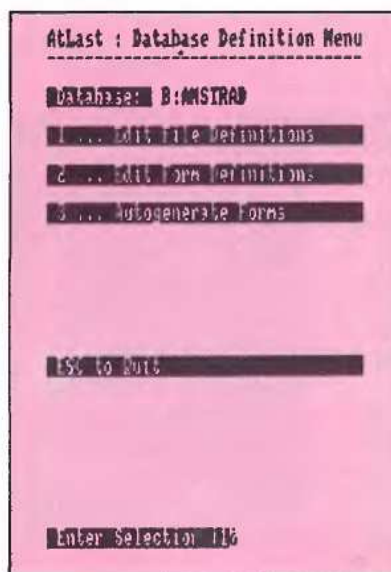 AtLast : Database Definition Menu
Database: B:AMSTRAD
1 ... Edit File Definitions
2 ... Edit Form Definitions
3 ... Autogenerate Forms
ESC to Quit
Enter Selection